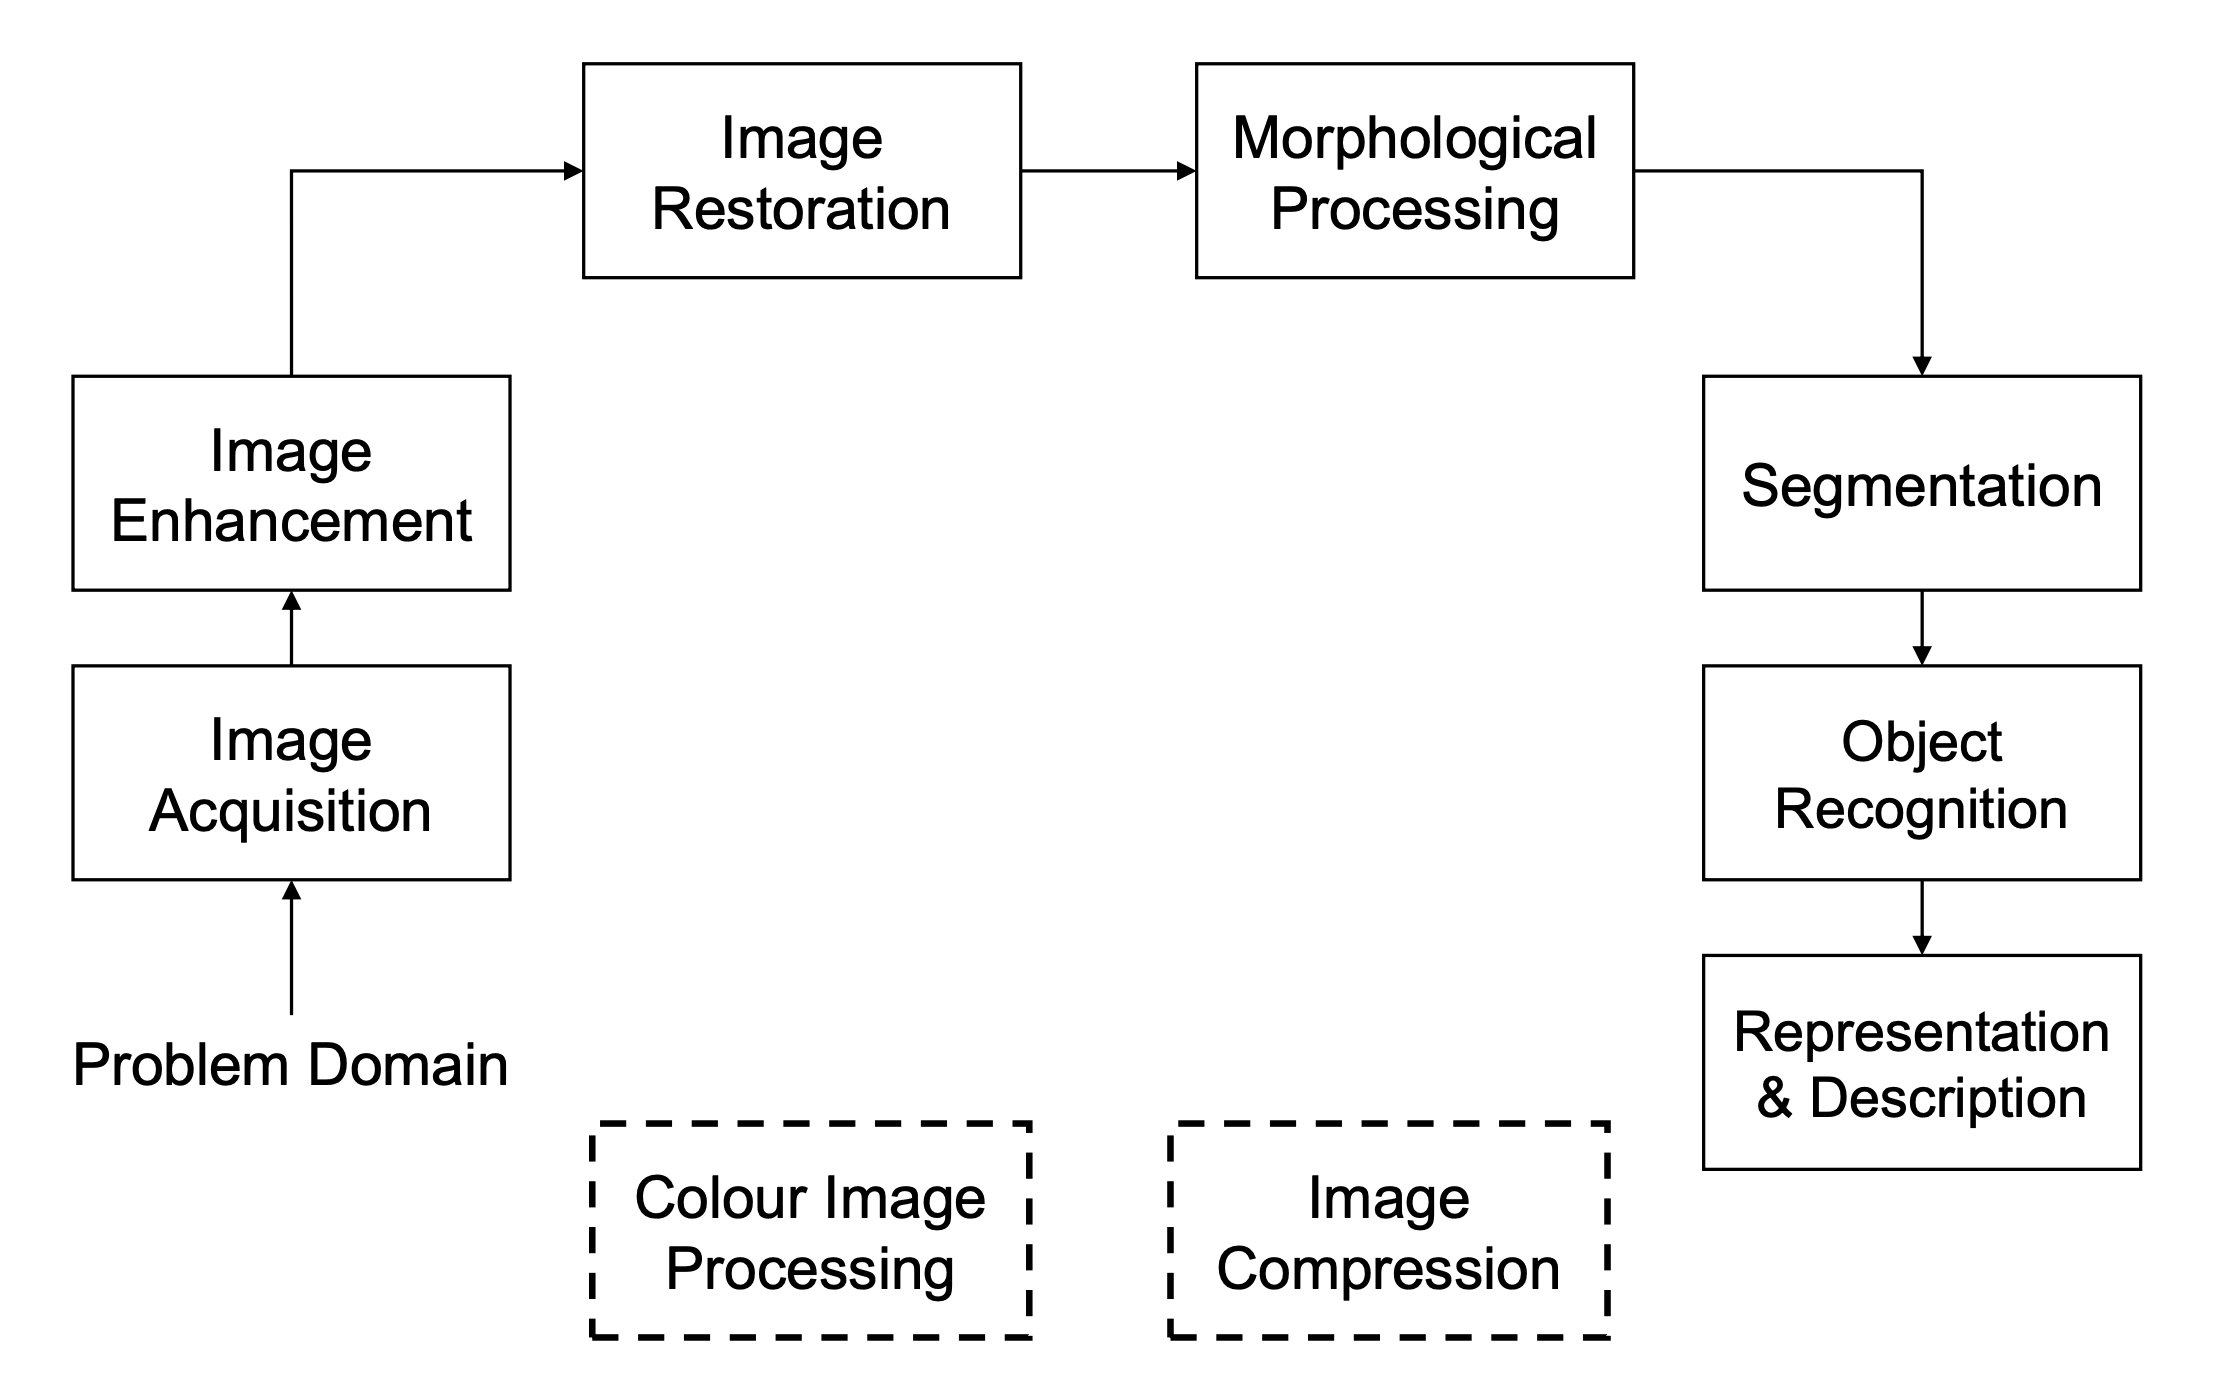 Image
Restoration
Morphological
Processing
Image
Enhancement
Segmentation
Image
Acquisition
Object
Recognition
Problem Domain
Representation
& Description
Colour Image
Processing
Image
Compression